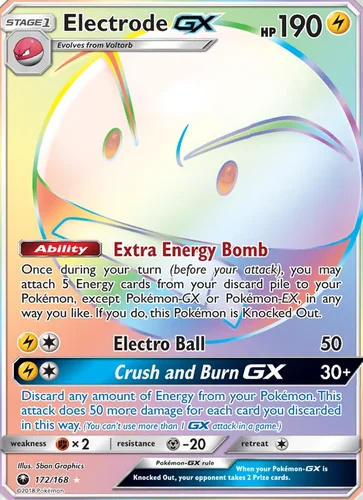 STAGE1 Electrode GX HP190
Evolves from Voltorb
Ability Extra Energy Bomb
Once during your turn (before your attack), you may
attach 5 Energy cards from your discard pile to your
Pokémon, except Pokémon-GX or Pokémon-EX, in any
way you like. If you do, this Pokémon is Knocked Out.
Electro Ball 50
Crush and Burn GX 30+
Discard any amount of Energy from your Pokémon. This
attack does 50 more damage for each card you discarded
in this way. (You can't use more than 1 GX attack in a game.)
weakness ×2 resistance -20 retreat
Illus. 5ban Graphics
172/168
©2018 Pokémon
Pokémon-GX rule
When your Pokémon-GX is
Knocked Out, your opponent takes 2 Prize cards.